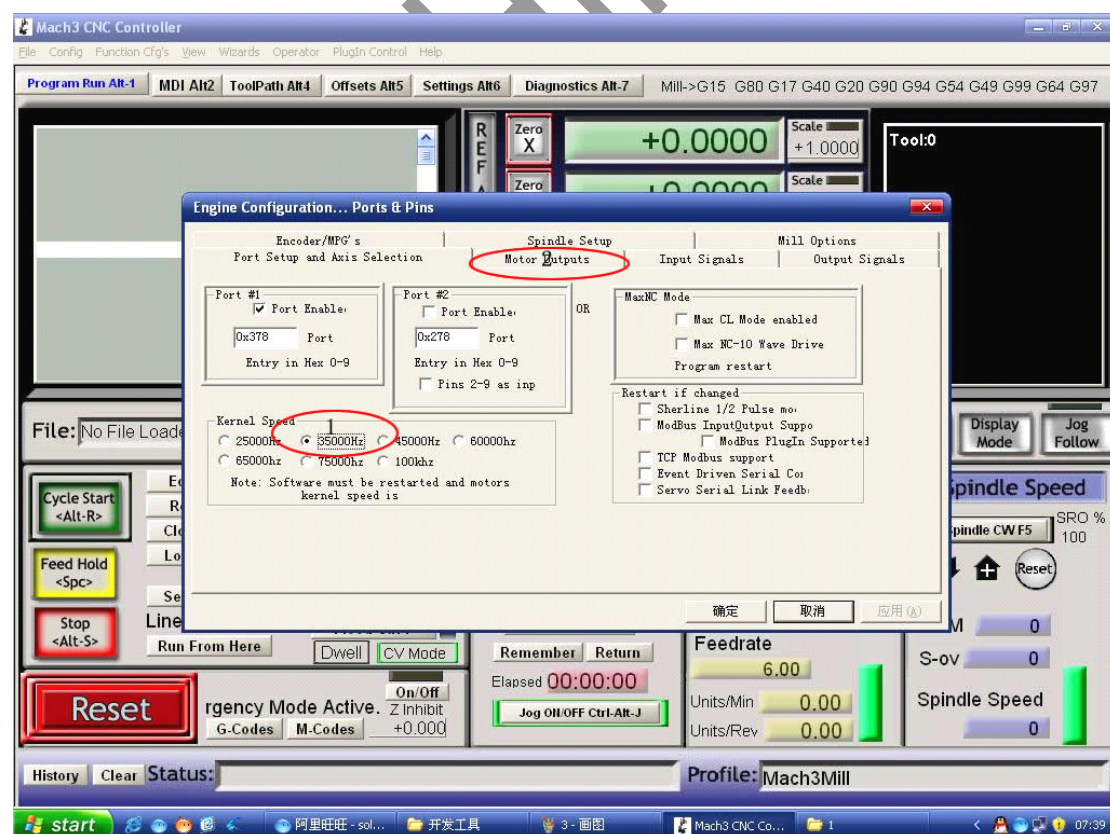 Mach3 CNC Controller
File Config Function Cfg's View Wizards Operator PlugIn Control Help
Program Run Alt-1 MDI Alt2 ToolPath Alt4 Offsets Alt5 Settings Alt6 Diagnostics Alt-7 Mill->G15 G80 G17 G40 G20 G90 G94 G54 G49 G99 G64 G97
REF
Zero X +0.0000 Scale +1.0000 Tool:0
Zero +0.0000 Scale
Engine Configuration... Ports & Pins
Encoder/MPG's Spindle Setup Mill Options
Port Setup and Axis Selection Motor Outputs 2 Input Signals Output Signals
Port #1
Port Enable
0x378 Port
Entry in Hex 0-9
Port #2
Port Enable
0x278 Port
Entry in Hex 0-9
Pins 2-9 as inp
OR
MaxNC Mode
Max CL Mode enabled
Max NC-10 Wave Drive
Program restart
Kernel Speed
1
25000Hz 35000Hz 45000Hz 60000hz
65000hz 75000hz 100khz
Note: Software must be restarted and motors
kernel speed is
Restart if changed
Sherline 1/2 Pulse mo
ModBus InputOutput Suppo
ModBus PlugIn Supported
TCP Modbus support
Event Driven Serial Co
Servo Serial Link Feedb
确定 取消 应用(A)
File: No File Loade
Display Mode
Jog Follow
Cycle Start <Alt-R>
Feed Hold <Spc>
Stop <Alt-S>
Line
Run From Here
Dwell CV Mode
Remember Return
Elapsed 00:00:00
Jog ON/OFF Ctrl-Alt-J
Feedrate
6.00
Units/Min 0.00
Units/Rev 0.00
pindle Speed
pindle CW F5
SRO %
100
Reset
M 0
S-ov 0
Spindle Speed
0
Reset
rgency Mode Active.
On/Off
Z Inhibit
+0.000
G-Codes M-Codes
History Clear Status:
Profile: Mach3Mill
start 阿里旺旺 - sol... 开发工具 3 - 画图 Mach3 CNC Co... 1 07:39